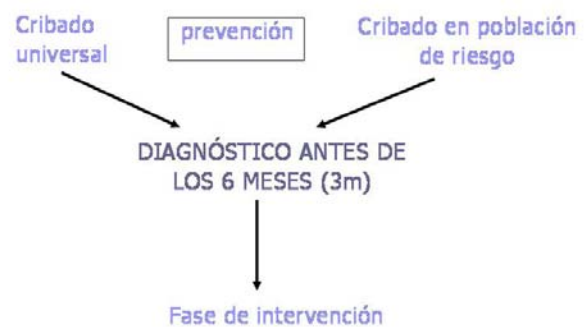 Cribado
universal
prevención
Cribado en población
de riesgo
DIAGNÓSTICO ANTES DE
LOS 6 MESES (3m)
Fase de intervención